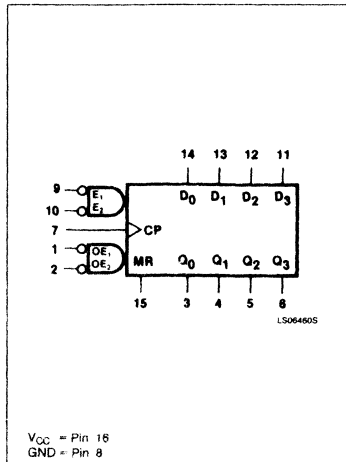 14 13 12 11
9 E₁ D₀ D₁ D₂ D₃
10 E₂
7 CP
1 OE₁
2 OE₂ MR Q₀ Q₁ Q₂ Q₃
15 3 4 5 6
LS06460S
VCC = Pin 16
GND = Pin 8